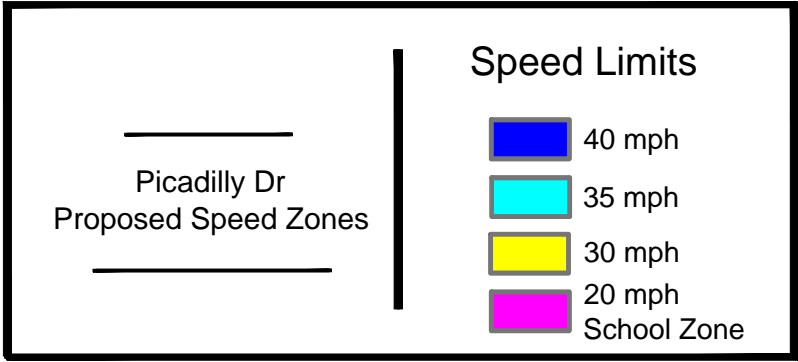 Picadilly Dr
Proposed Speed Zones
Speed Limits
40 mph
35 mph
30 mph
20 mph
School Zone